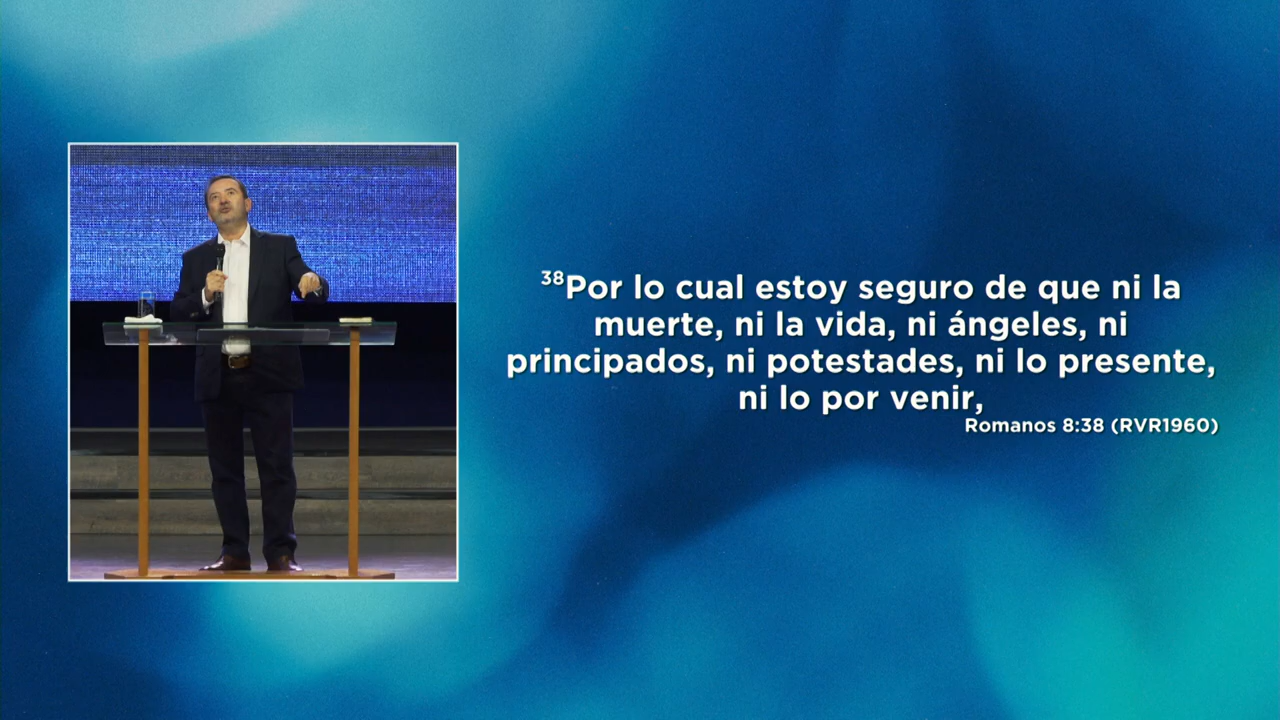 ³⁸Por lo cual estoy seguro de que ni la
muerte, ni la vida, ni ángeles, ni
principados, ni potestades, ni lo presente,
ni lo por venir,
Romanos 8:38 (RVR1960)